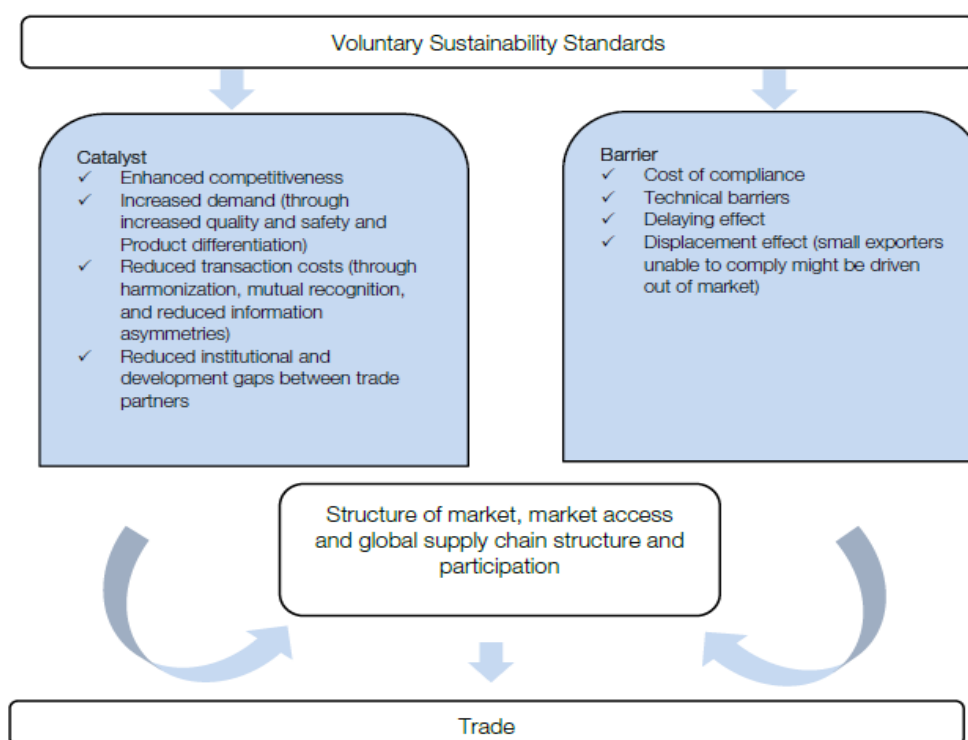 Voluntary Sustainability Standards
Catalyst
✓ Enhanced competitiveness
✓ Increased demand (through
increased quality and safety and
Product differentiation)
✓ Reduced transaction costs (through
harmonization, mutual recognition,
and reduced information
asymmetries)
✓ Reduced institutional and
development gaps between trade
partners
Barrier
✓ Cost of compliance
✓ Technical barriers
✓ Delaying effect
✓ Displacement effect (small exporters
unable to comply might be driven
out of market)
Structure of market, market access
and global supply chain structure and
participation
Trade